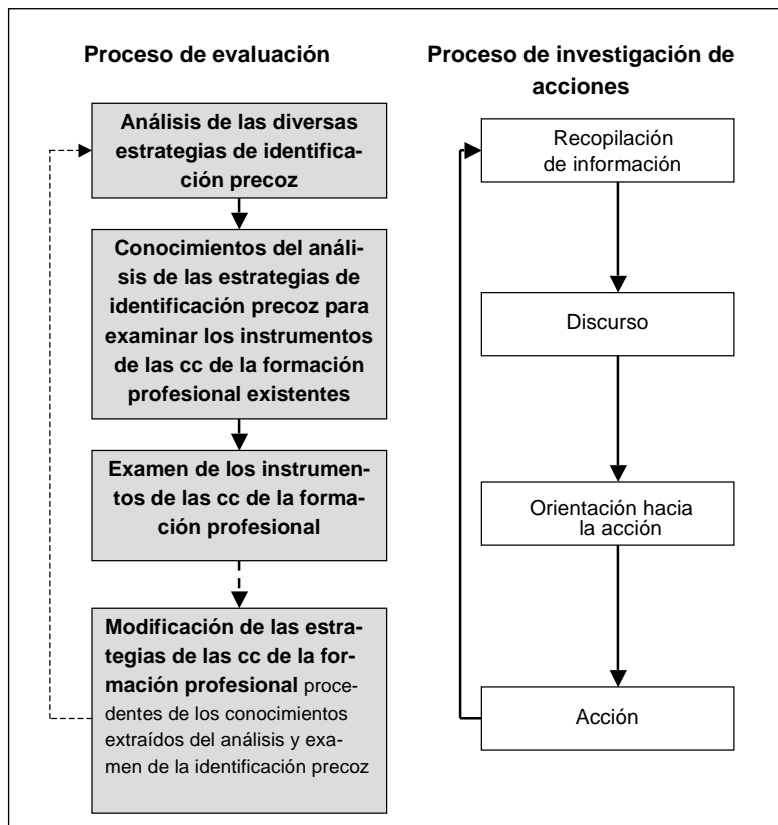 Proceso de evaluación
Análisis de las diversas
estrategias de identifica-
ción precoz
Conocimientos del análi-
sis de las estrategias de
identificación precoz para
examinar los instrumentos
de las cc de la formación
profesional existentes
Examen de los instrumen-
tos de las cc de la forma-
ción profesional
Modificación de las estra-
tegias de las cc de la for-
mación profesional proce-
dentes de los conocimientos
extraídos del análisis y exa-
men de la identificación precoz
Proceso de investigación de
acciones
Recopilación
de información
Discurso
Orientación hacia
la acción
Acción